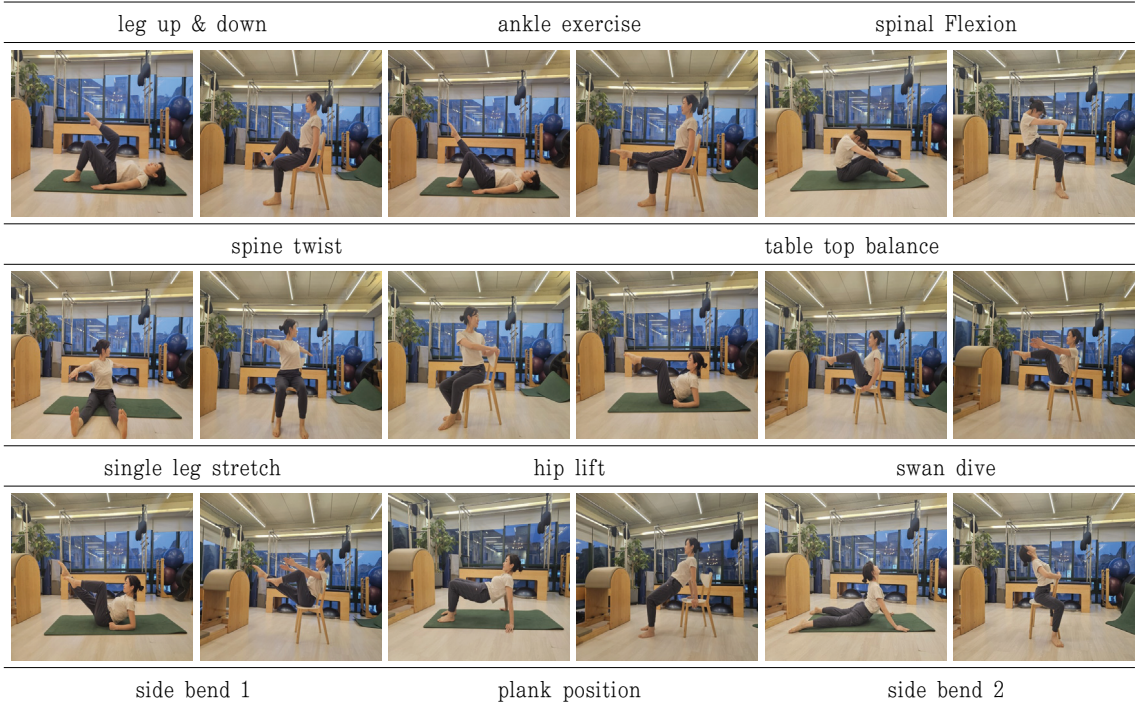 leg up & down ankle exercise spinal Flexion
spine twist table top balance
single leg stretch hip lift swan dive
side bend 1 plank position side bend 2